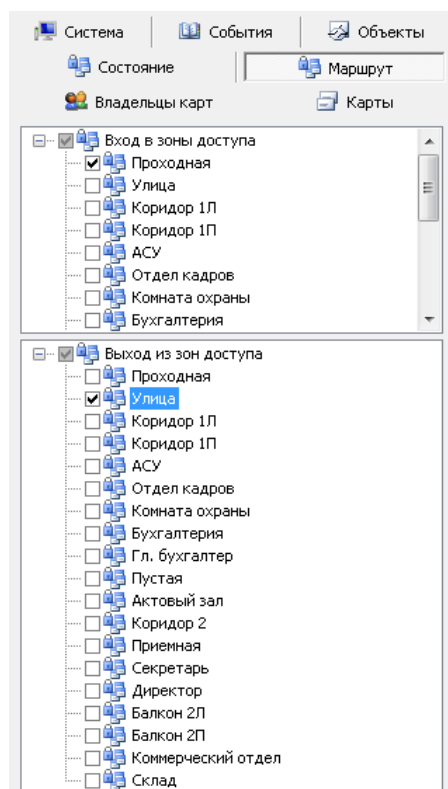 Система События Объекты
Состояние Маршрут
Владельцы карт Карты
Вход в зоны доступа
Проходная
Улица
Коридор 1Л
Коридор 1П
АСУ
Отдел кадров
Комната охраны
Бухгалтерия
Выход из зон доступа
Проходная
Улица
Коридор 1Л
Коридор 1П
АСУ
Отдел кадров
Комната охраны
Бухгалтерия
Гл. бухгалтер
Пустая
Актовый зал
Коридор 2
Приемная
Секретарь
Директор
Балкон 2Л
Балкон 2П
Коммерческий отдел
Склад